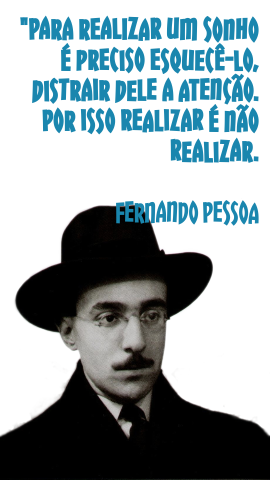 "PARA REALIZAR UM SONHO
É PRECISO ESQUECÊ-LO,
DISTRAIR DELE A ATENÇÃO.
POR ISSO REALIZAR É NÃO
REALIZAR.
FERNANDO PESSOA